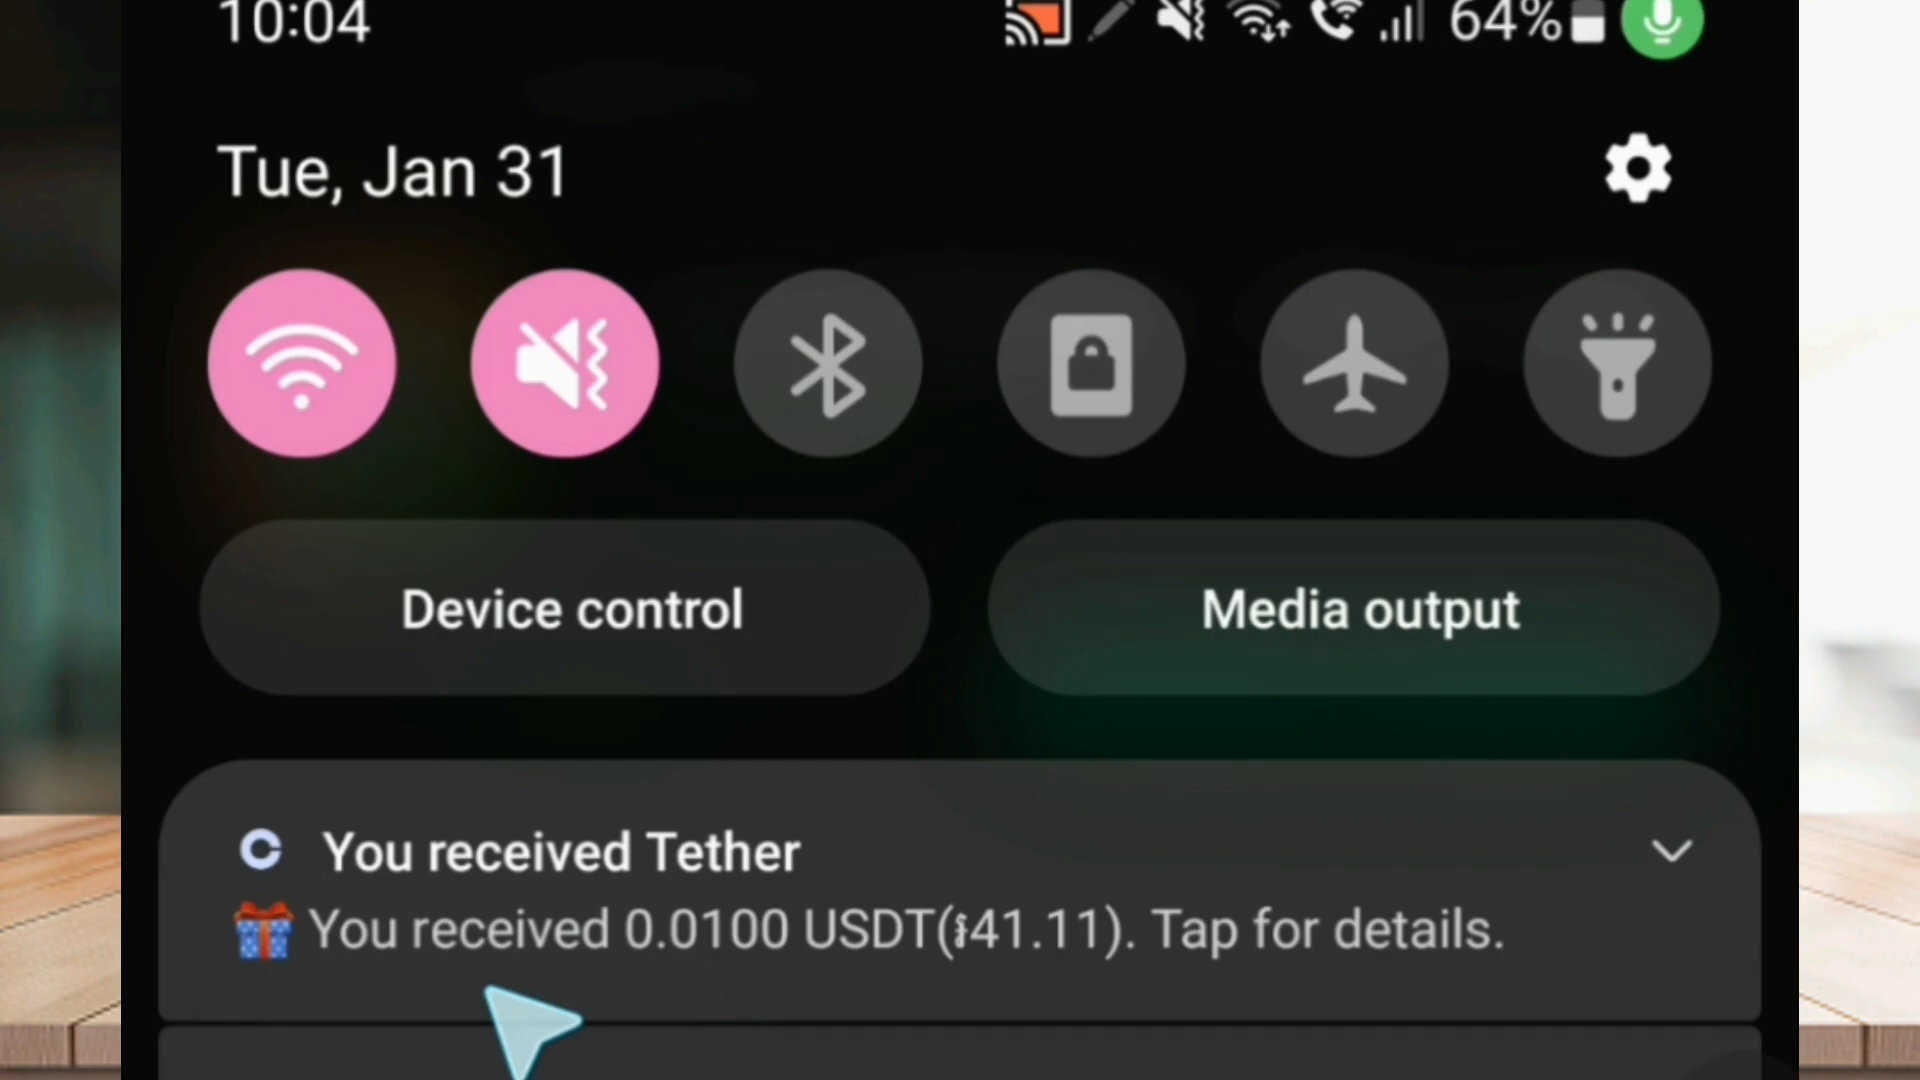 10:04
64%
Tue, Jan 31
Device control
Media output
You received Tether
You received 0.0100 USDT(៛41.11). Tap for details.